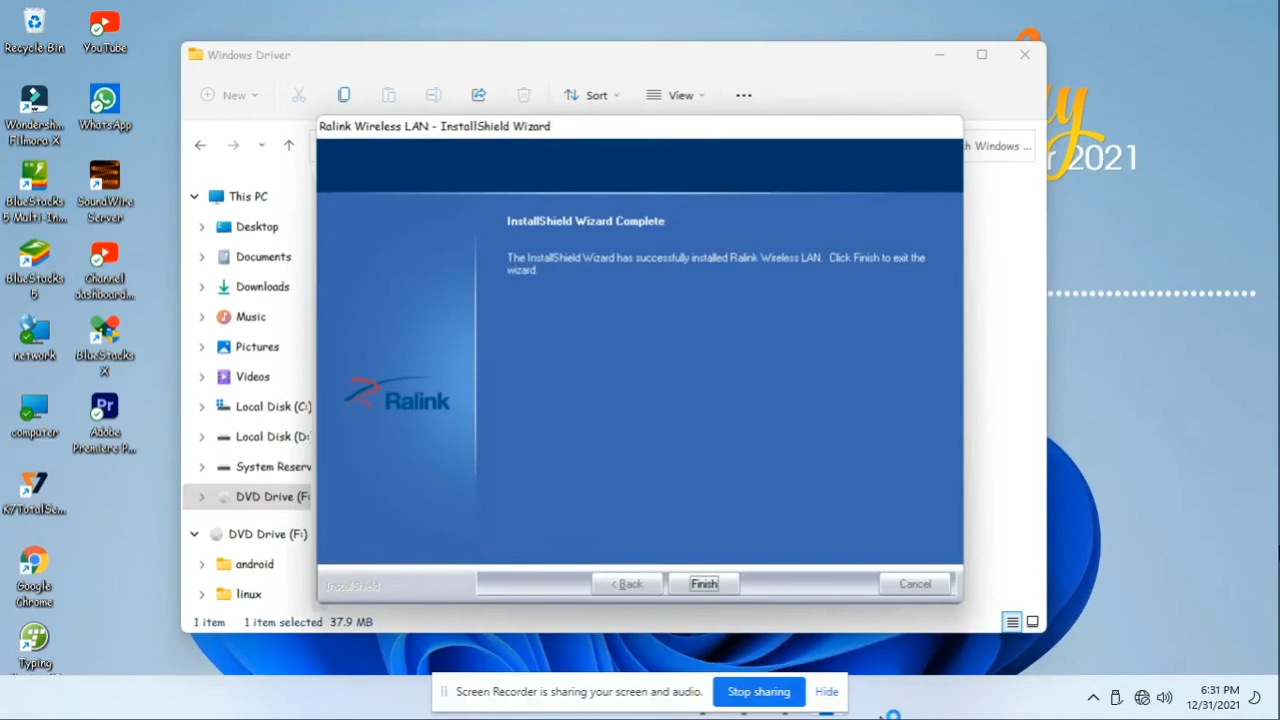 Recycle Bin
YouTube
Wondersh...
Filmora X
WhatsApp
BlueStacks
5 Multi-In...
SoundWire
Server
BlueStacks
5
Channel
dashboard...
network
BlueStacks
X
computer
Adobe
Premiere P...
K7TotalSe...
Google
Chrome
Typing
Windows Driver
New
Sort
View
Ralink Wireless LAN - InstallShield Wizard
h Windows ...
y
r 2021
This PC
Desktop
Documents
Downloads
Music
Pictures
Videos
Local Disk (C:)
Local Disk (D:
System Reserv
DVD Drive (F:
DVD Drive (F:)
android
linux
InstallShield Wizard Complete
The InstallShield Wizard has successfully installed Ralink Wireless LAN. Click Finish to exit the
wizard.
Ralink
InstallShield
< Back
Finish
Cancel
1 item
1 item selected 37.9 MB
Screen Recorder is sharing your screen and audio.
Stop sharing
Hide
Pr
6:31 PM
12/31/2021